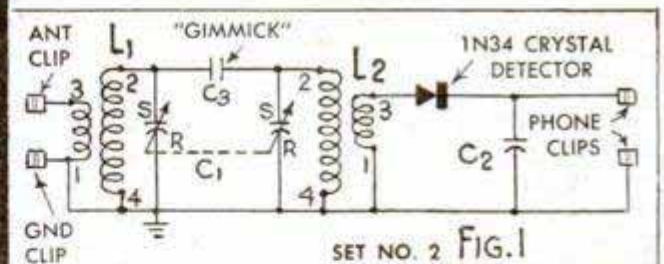 ANT
CLIP
L1
"GIMMICK"
L2
1N34 CRYSTAL
DETECTOR
3
2
C3
2
3
S
S
R
R
C1
C2
PHONE
CLIPS
1
4
4
1
GND
CLIP
SET NO. 2 FIG.1